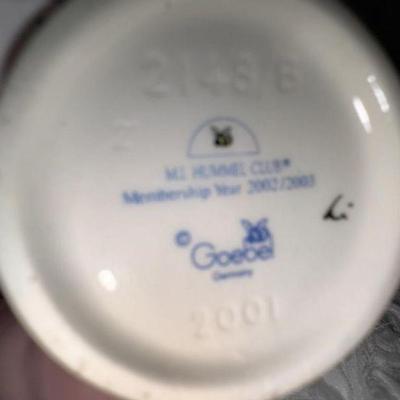 2148/B
M.I. HUMMEL CLUB®
Membership Year 2002/2003
© Goebel
Germany
2001